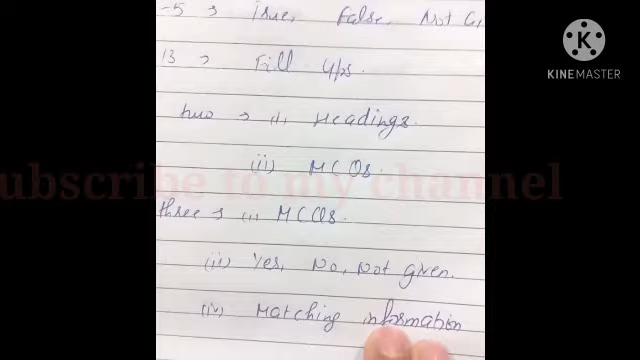 -5 → True, False, Not G
13 → Fill Ups.
two → (i) Headings.
(ii) MCQs.
three → (i) MCQs.
(ii) Yes, No, Not given.
(iv) Matching information
KINEMASTER
ubscribe to my channel